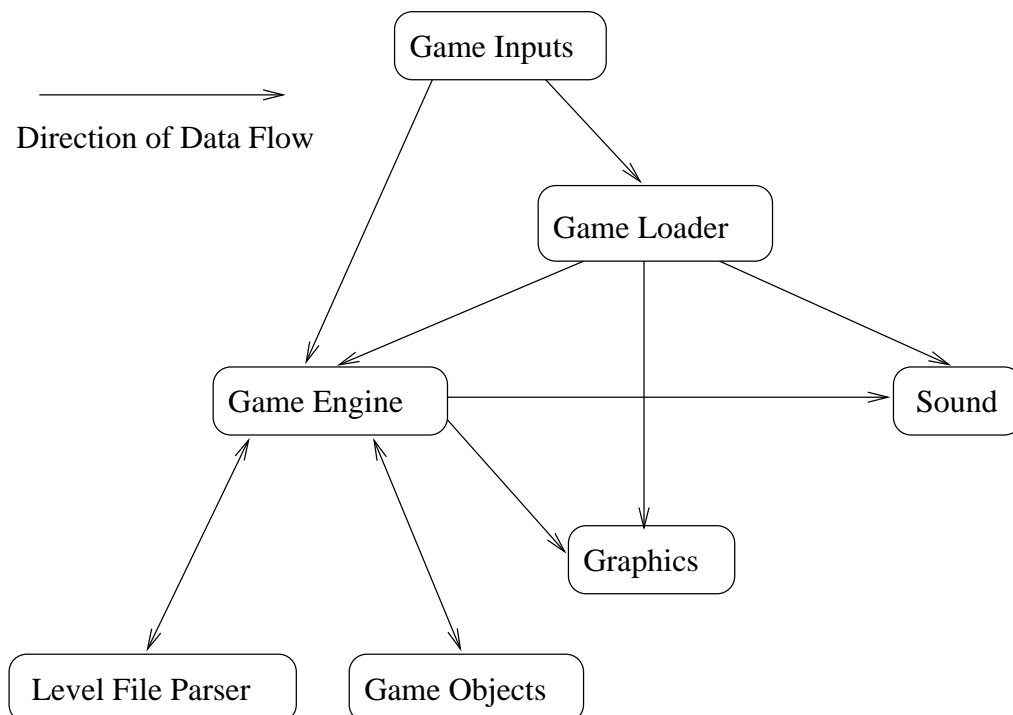 Game Inputs
Direction of Data Flow
Game Loader
Game Engine
Sound
Graphics
Level File Parser
Game Objects